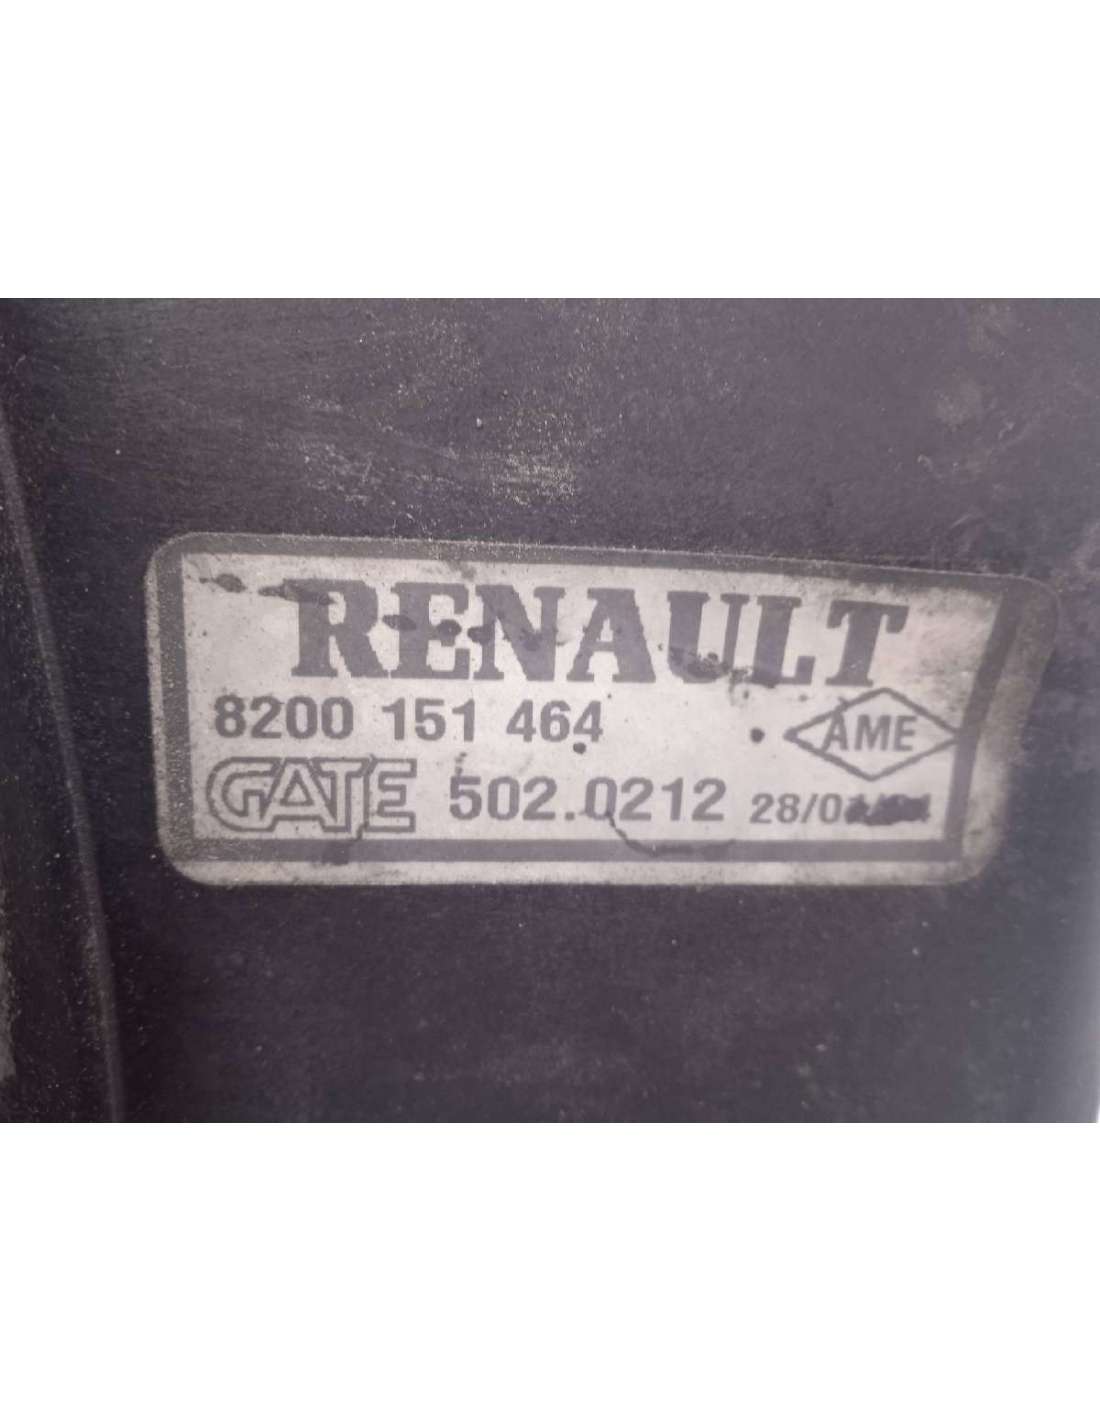 RENAULT
8200 151 464
AME
GATE 502.0212